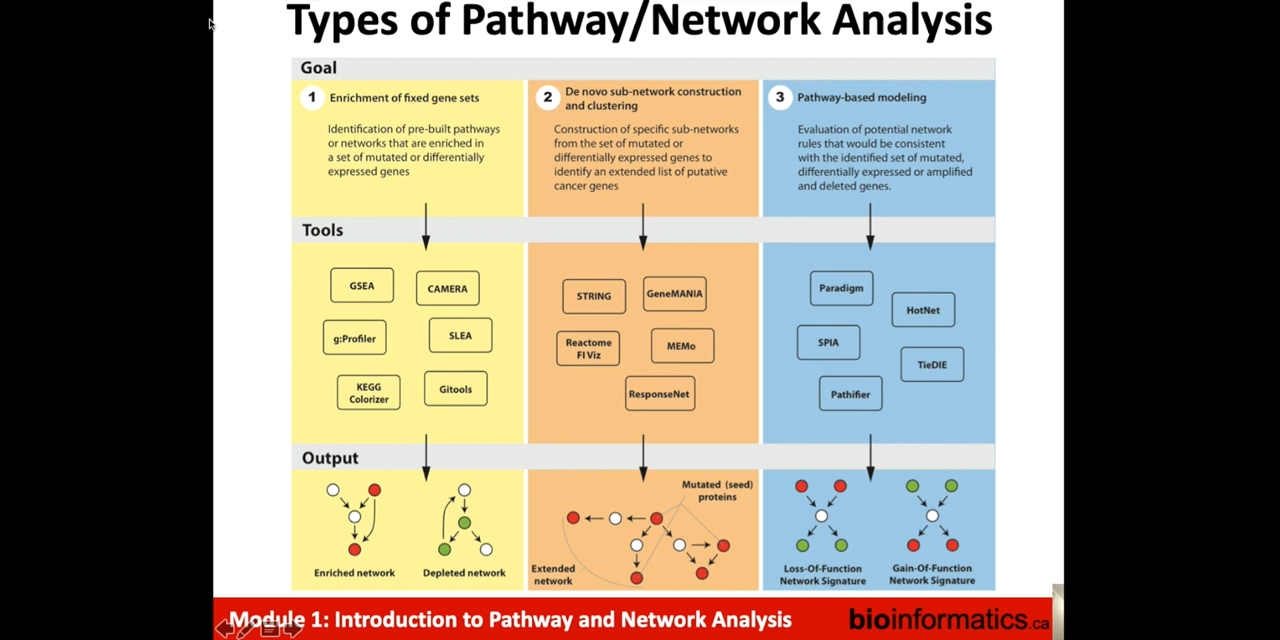 Types of Pathway/Network Analysis
Goal
1 Enrichment of fixed gene sets
Identification of pre-built pathways
or networks that are enriched in
a set of mutated or differentially
expressed genes
2 De novo sub-network construction
and clustering
Construction of specific sub-networks
from the set of mutated or
differentially expressed genes to
identify an extended list of putative
cancer genes
3 Pathway-based modeling
Evaluation of potential network
rules that would be consistent
with the identified set of mutated,
differentially expressed or amplified
and deleted genes.
Tools
GSEA
CAMERA
g:Profiler
SLEA
KEGG
Colorizer
Gitools
STRING
GeneMANIA
Reactome
FI Viz
MEMo
ResponseNet
Paradigm
HotNet
SPIA
TieDIE
Pathifier
Output
Enriched network
Depleted network
Mutated (seed)
proteins
Extended
network
Loss-Of-Function
Network Signature
Gain-Of-Function
Network Signature
Module 1: Introduction to Pathway and Network Analysis
bioinformatics.ca